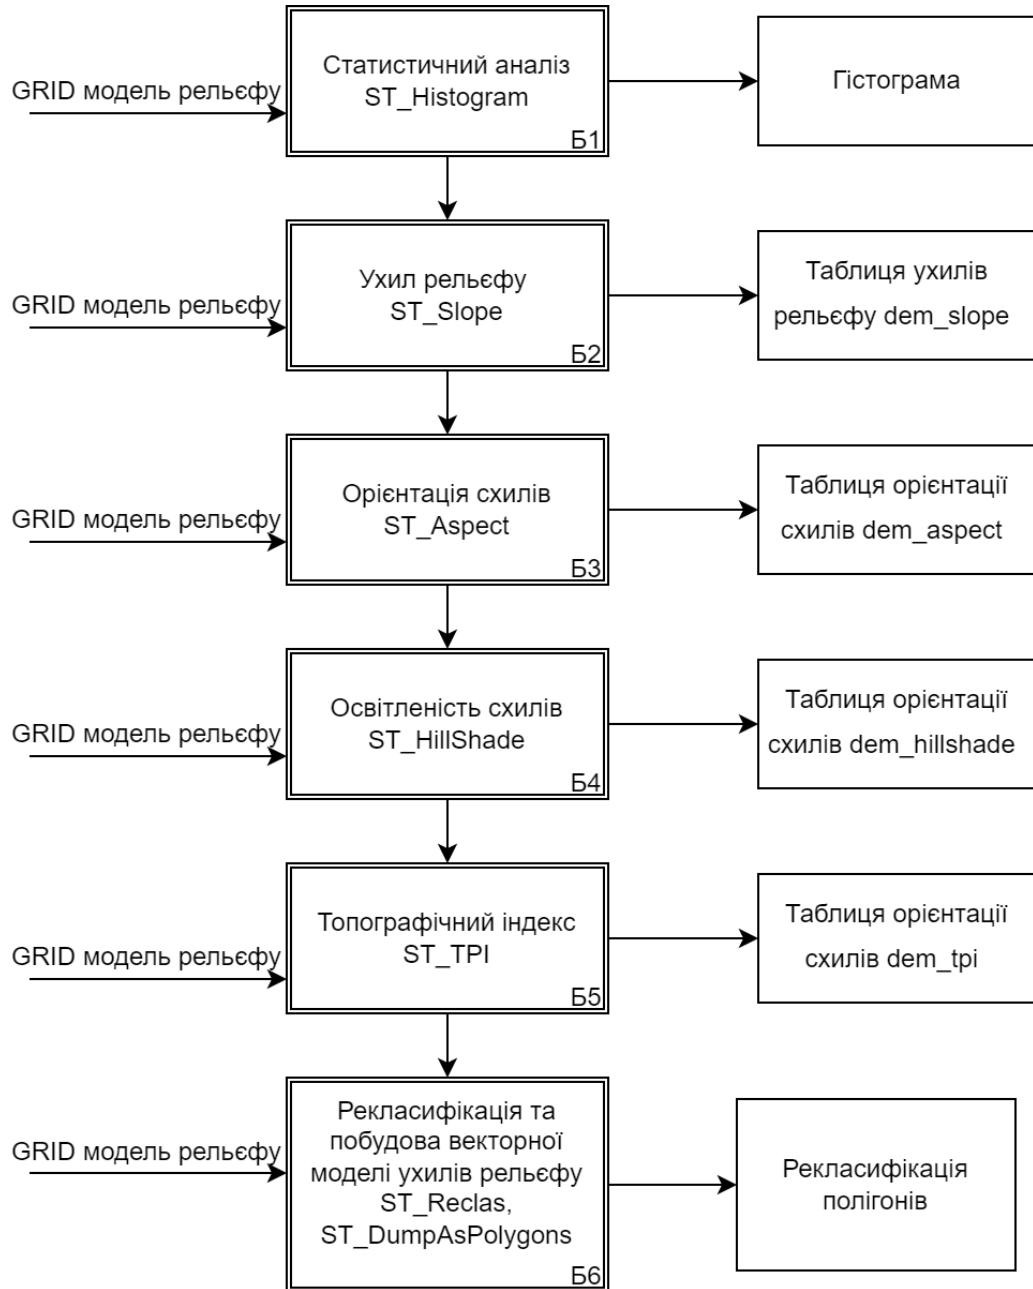 GRID модель рельєфу
Статистичний аналіз
ST_Histogram
Б1
Гістограма
GRID модель рельєфу
Ухил рельєфу
ST_Slope
Б2
Таблиця ухилів
рельєфу dem_slope
GRID модель рельєфу
Орієнтація схилів
ST_Aspect
Б3
Таблиця орієнтації
схилів dem_aspect
GRID модель рельєфу
Освітленість схилів
ST_HillShade
Б4
Таблиця орієнтації
схилів dem_hillshade
GRID модель рельєфу
Топографічний індекс
ST_TPI
Б5
Таблиця орієнтації
схилів dem_tpi
GRID модель рельєфу
Рекласифікація та
побудова векторної
моделі ухилів рельєфу
ST_Reclas,
ST_DumpAsPolygons
Б6
Рекласифікація
полігонів